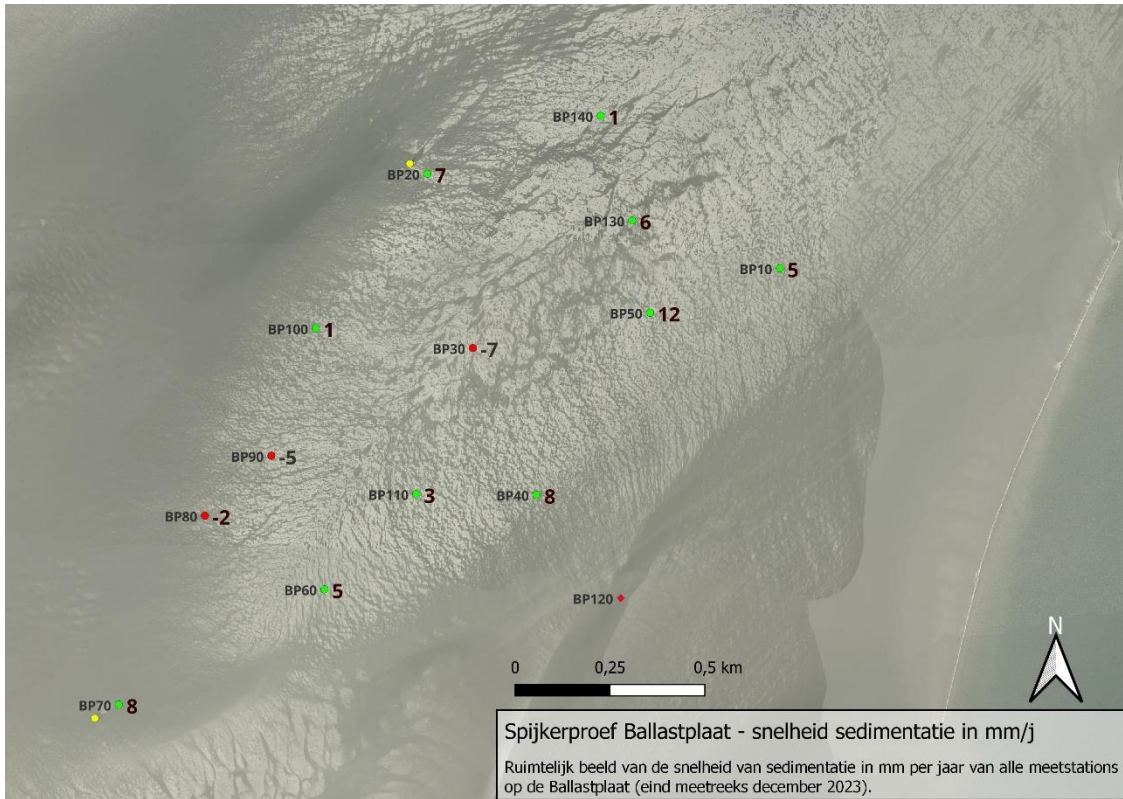 BP140 1
BP20 7
BP130 6
BP10 5
BP50 12
BP100 1
BP30 -7
BP90 -5
BP110 3
BP40 8
BP80 -2
BP60 5
BP120
BP70 8
N
0 0,25 0,5 km
Spijkerproef Ballastplaat - snelheid sedimentatie in mm/j
Ruimtelijk beeld van de snelheid van sedimentatie in mm per jaar van alle meetstations
op de Ballastplaat (eind meetreeks december 2023).